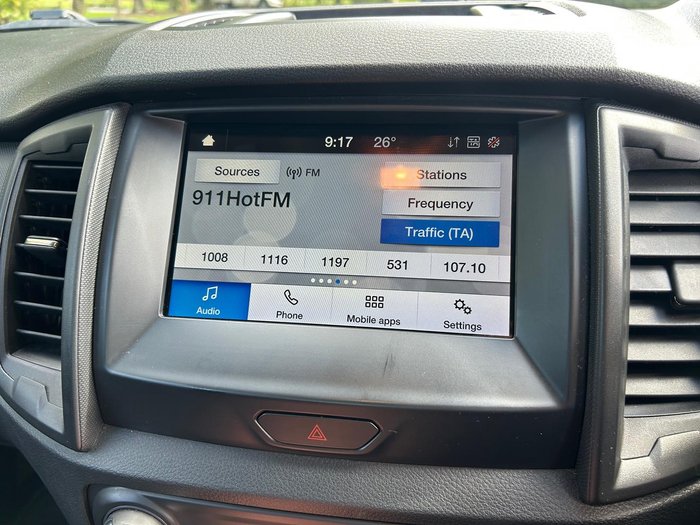 9:17 26°
TA
Sources FM Stations
911HotFM
Frequency
Traffic (TA)
1008 1116 1197 531 107.10
Audio Phone Mobile apps Settings